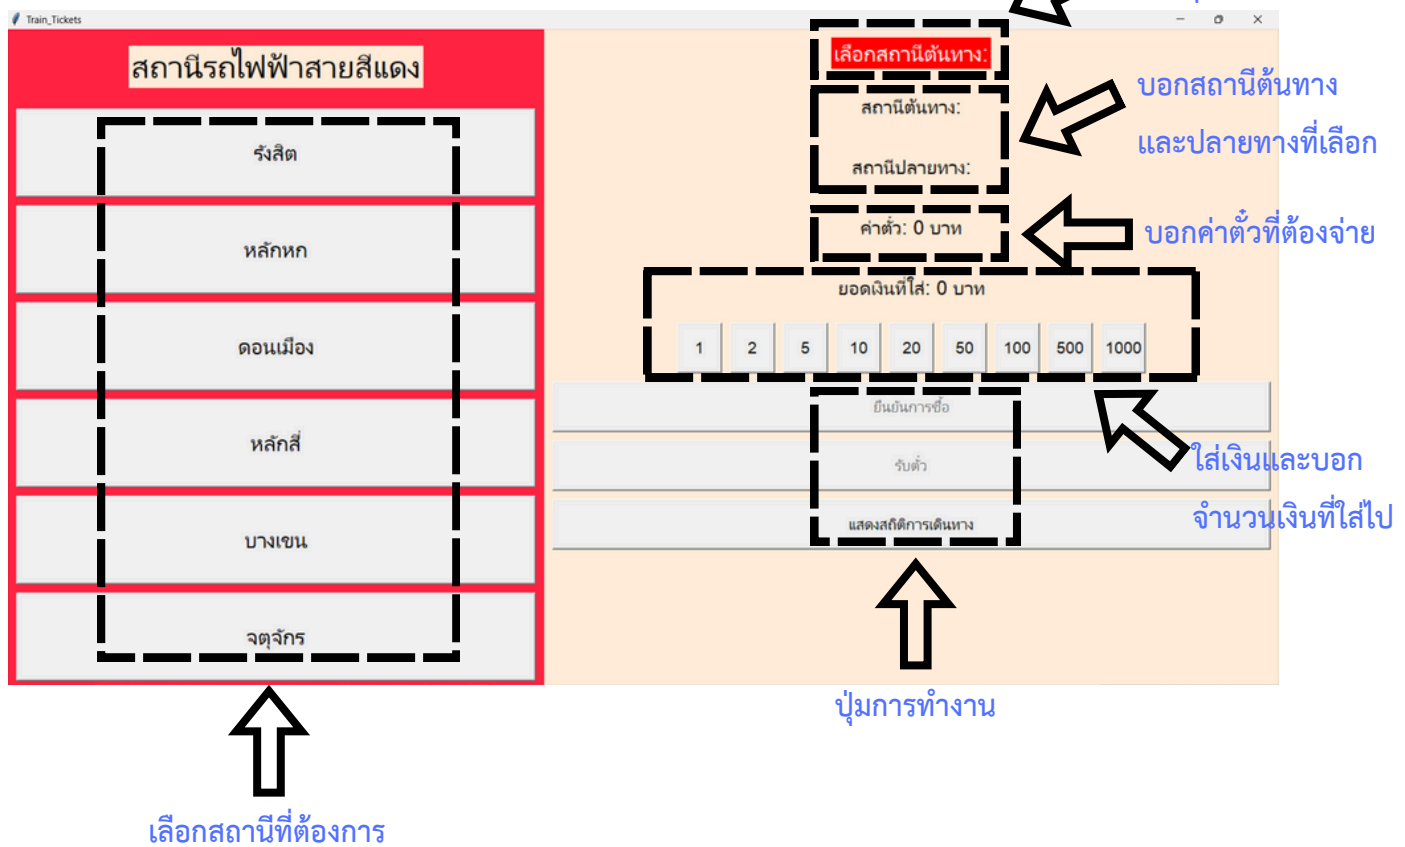 Train_Tickets
สถานีรถไฟฟ้าสายสีแดง
รังสิต
หลักหก
ดอนเมือง
หลักสี่
บางเขน
จตุจักร
เลือกสถานีที่ต้องการ
เลือกสถานีต้นทาง:
สถานีต้นทาง:
สถานีปลายทาง:
บอกสถานีต้นทาง
และปลายทางที่เลือก
ค่าตั๋ว: 0 บาท
บอกค่าตั๋วที่ต้องจ่าย
ยอดเงินที่ใส่: 0 บาท
1 2 5 10 20 50 100 500 1000
ใส่เงินและบอก
จำนวนเงินที่ใส่ไป
ยืนยันการซื้อ
รับตั๋ว
แสดงสถิติการเดินทาง
ปุ่มการทำงาน